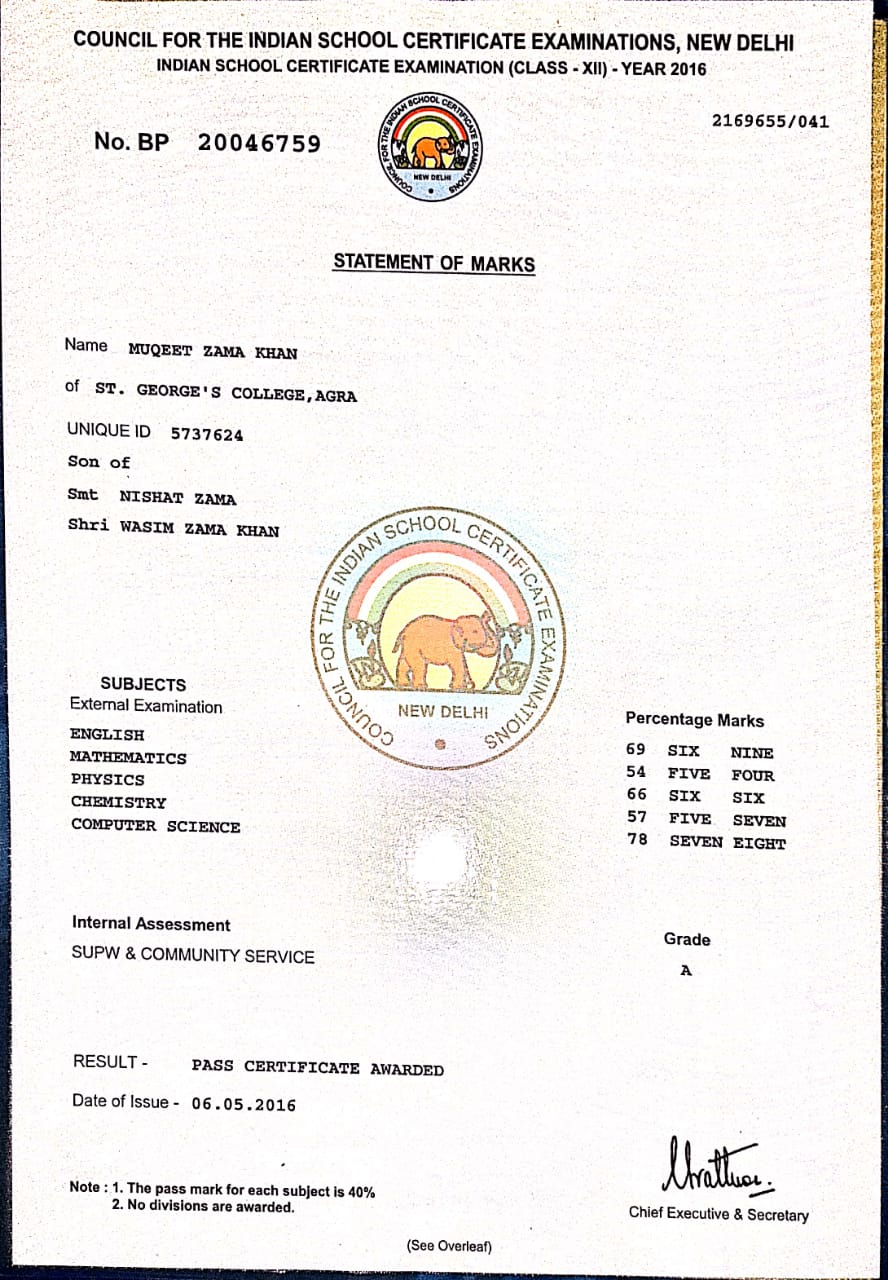 COUNCIL FOR THE INDIAN SCHOOL CERTIFICATE EXAMINATIONS, NEW DELHI
INDIAN SCHOOL CERTIFICATE EXAMINATION (CLASS - XII) - YEAR 2016
2169655/041
No. BP 20046759
COUNCIL FOR THE INDIAN SCHOOL CERTIFICATE EXAMINATIONS
NEW DELHI
STATEMENT OF MARKS
Name MUQEET ZAMA KHAN
of ST. GEORGE'S COLLEGE,AGRA
UNIQUE ID 5737624
Son of
Smt NISHAT ZAMA
Shri WASIM ZAMA KHAN
COUNCIL FOR THE INDIAN SCHOOL CERTIFICATE EXAMINATIONS
NEW DELHI
SUBJECTS
External Examination Percentage Marks
ENGLISH 69 SIX NINE
MATHEMATICS 54 FIVE FOUR
PHYSICS 66 SIX SIX
CHEMISTRY 57 FIVE SEVEN
COMPUTER SCIENCE 78 SEVEN EIGHT
Internal Assessment Grade
SUPW & COMMUNITY SERVICE A
RESULT - PASS CERTIFICATE AWARDED
Date of Issue - 06.05.2016
Note : 1. The pass mark for each subject is 40%
2. No divisions are awarded.
Chief Executive & Secretary
(See Overleaf)